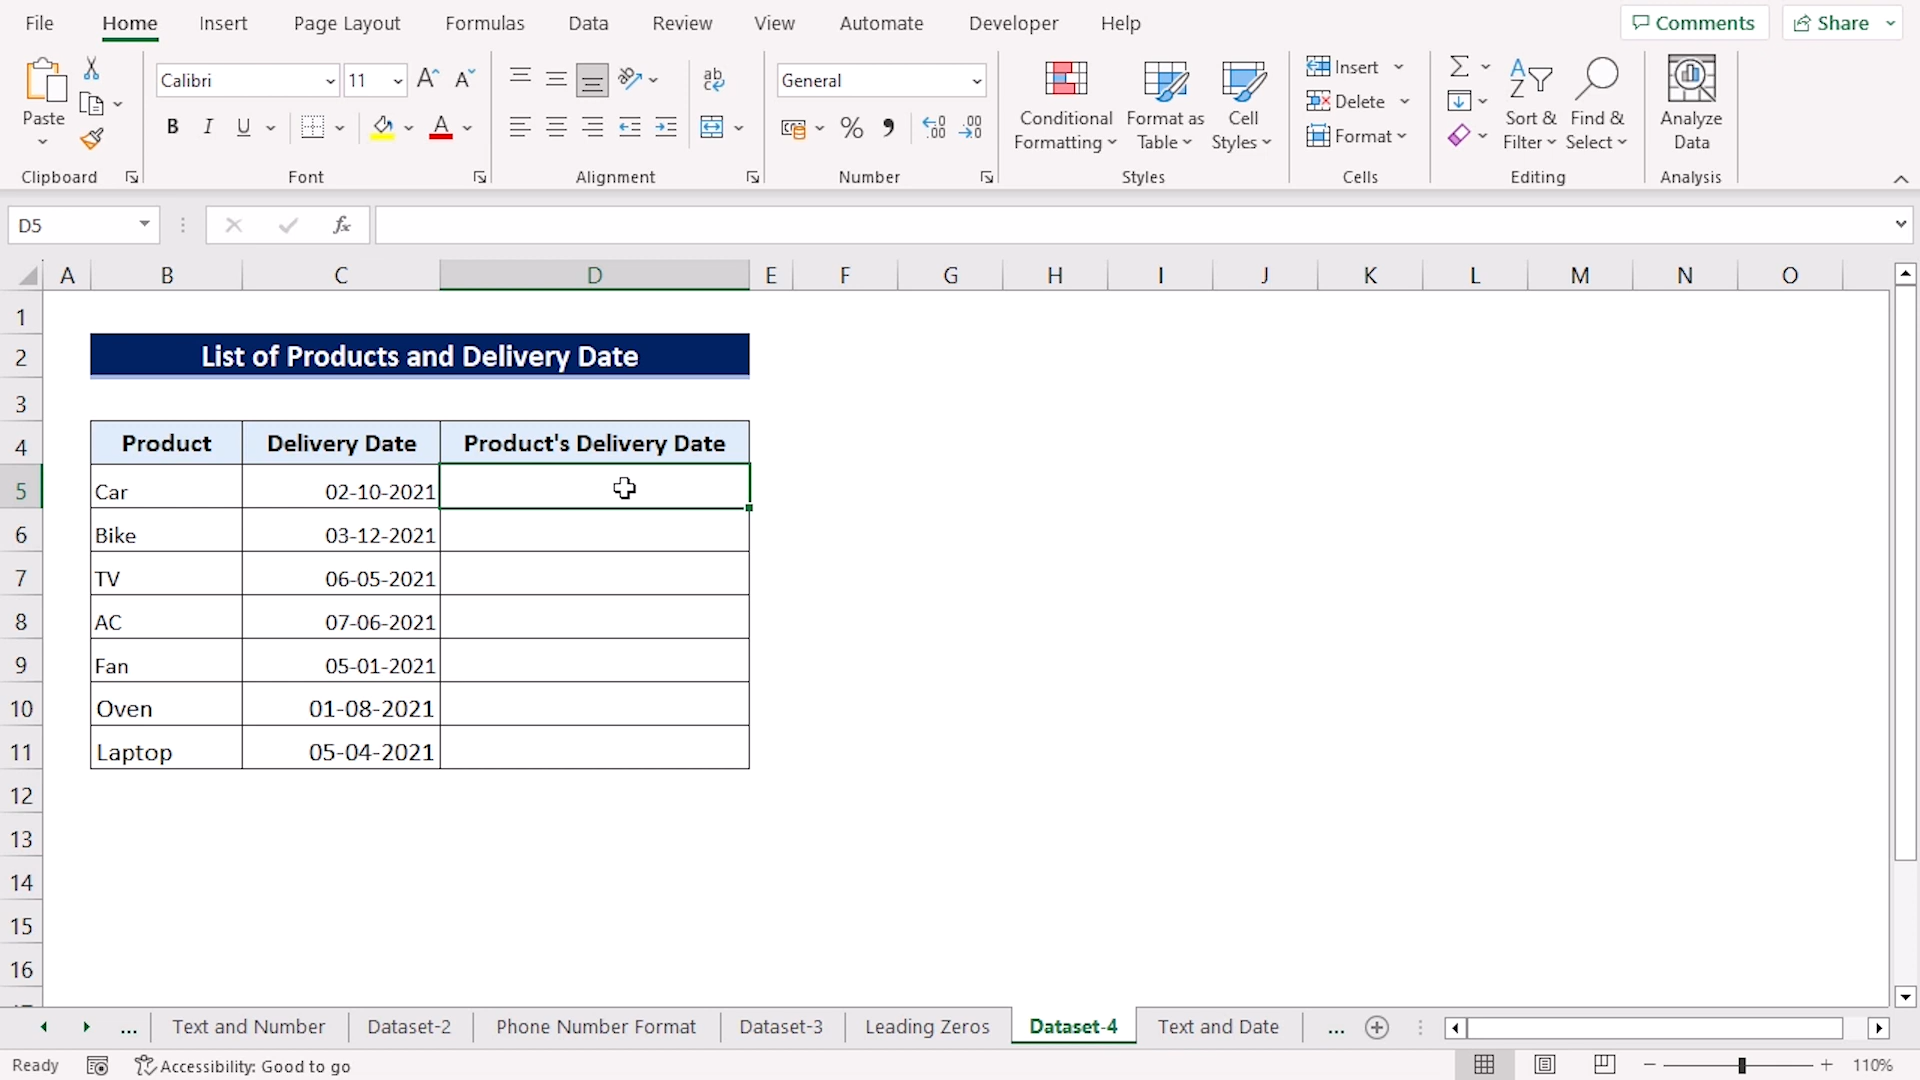 File Home Insert Page Layout Formulas Data Review View Automate Developer Help Comments Share
Paste
Clipboard
Calibri 11
B I U A
Font
ab
Alignment
General
% 9
Number
Conditional Formatting
Format as Table
Cell Styles
Styles
Insert
Delete
Format
Cells
Sort & Filter
Find & Select
Editing
Analyze Data
Analysis
D5 fx
A B C D E F G H I J K L M N O
1
2 List of Products and Delivery Date
3
4 Product Delivery Date Product's Delivery Date
5 Car 02-10-2021
6 Bike 03-12-2021
7 TV 06-05-2021
8 AC 07-06-2021
9 Fan 05-01-2021
10 Oven 01-08-2021
11 Laptop 05-04-2021
12
13
14
15
16
... Text and Number Dataset-2 Phone Number Format Dataset-3 Leading Zeros Dataset-4 Text and Date ...
Ready Accessibility: Good to go 110%